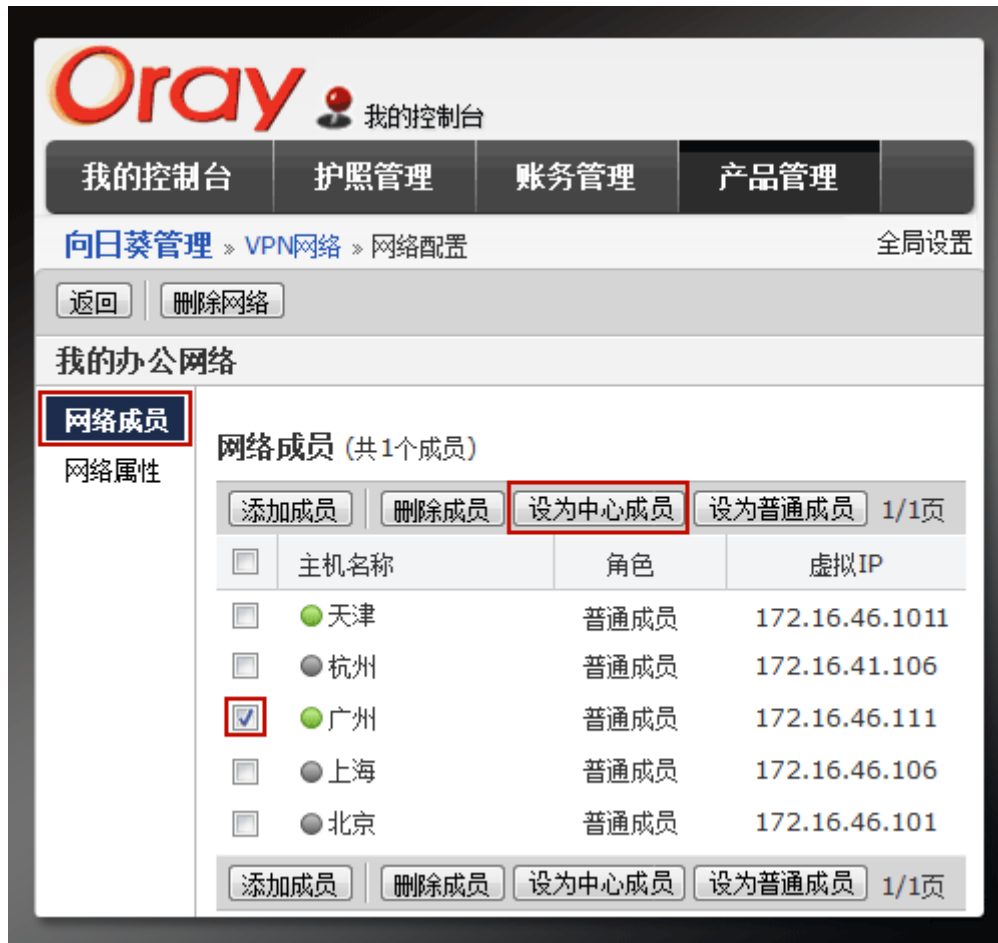 Oray 我的控制台
我的控制台 护照管理 账务管理 产品管理
向日葵管理 » VPN网络 » 网络配置 全局设置
返回 删除网络
我的办公网络
网络成员
网络属性
网络成员 (共1个成员)
添加成员 删除成员 设为中心成员 设为普通成员 1/1页
主机名称 角色 虚拟IP
天津 普通成员 172.16.46.1011
杭州 普通成员 172.16.41.106
广州 普通成员 172.16.46.111
上海 普通成员 172.16.46.106
北京 普通成员 172.16.46.101
添加成员 删除成员 设为中心成员 设为普通成员 1/1页